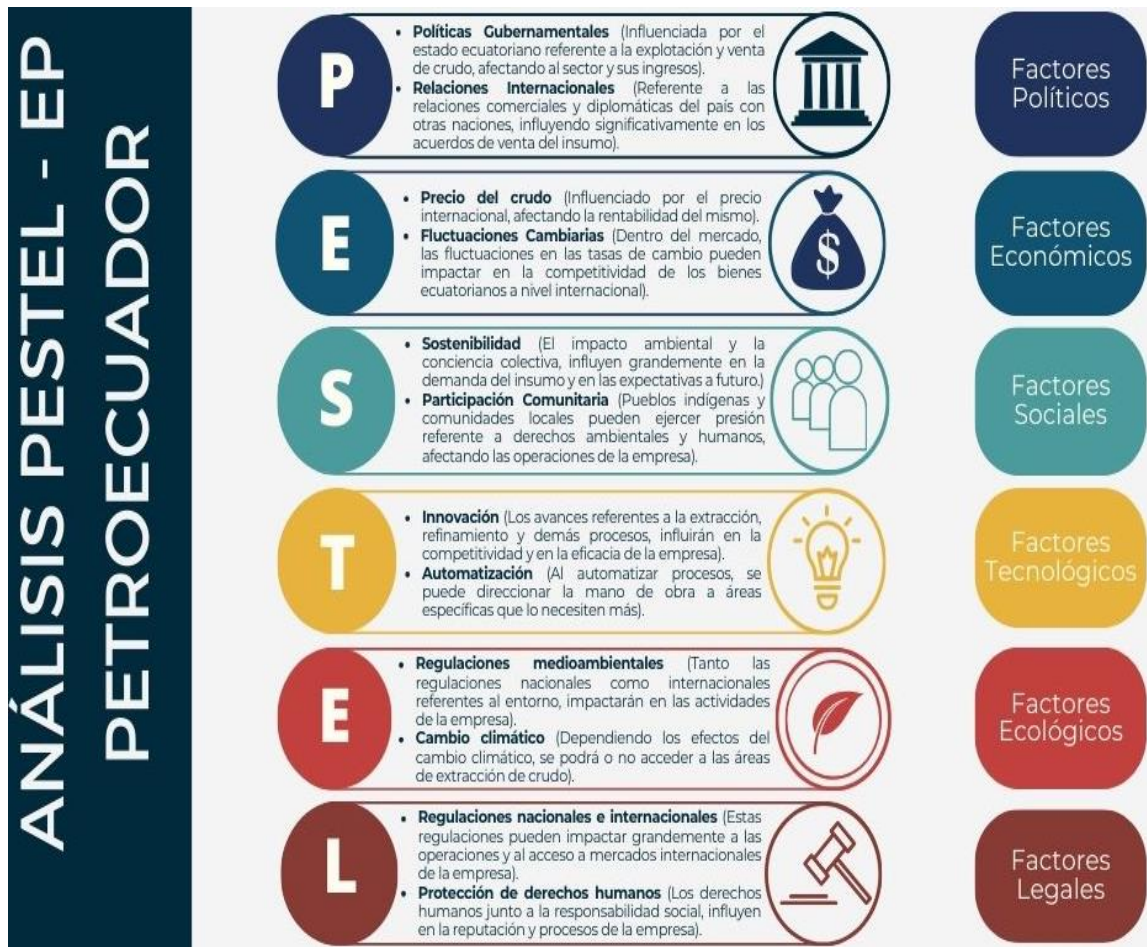 ANÁLISIS PESTEL - EP
PETROECUADOR
P
• Políticas Gubernamentales (Influenciada por el
estado ecuatoriano referente a la explotación y venta
de crudo, afectando al sector y sus ingresos).
• Relaciones Internacionales (Referente a las
relaciones comerciales y diplomáticas del país con
otras naciones, influyendo significativamente en los
acuerdos de venta del insumo).
Factores
Políticos
E
• Precio del crudo (Influenciado por el precio
internacional, afectando la rentabilidad del mismo).
• Fluctuaciones Cambiarias (Dentro del mercado,
las fluctuaciones en las tasas de cambio pueden
impactar en la competitividad de los bienes
ecuatorianos a nivel internacional).
$
Factores
Económicos
S
• Sostenibilidad (El impacto ambiental y la
conciencia colectiva, influyen grandemente en la
demanda del insumo y en las expectativas a futuro.)
• Participación Comunitaria (Pueblos indígenas y
comunidades locales pueden ejercer presión
referente a derechos ambientales y humanos,
afectando las operaciones de la empresa).
Factores
Sociales
T
• Innovación (Los avances referentes a la extracción,
refinamiento y demás procesos, influirán en la
competitividad y en la eficacia de la empresa).
• Automatización (Al automatizar procesos, se
puede direccionar la mano de obra a áreas
específicas que lo necesiten más).
Factores
Tecnológicos
E
• Regulaciones medioambientales (Tanto las
regulaciones nacionales como internacionales
referentes al entorno, impactarán en las actividades
de la empresa).
• Cambio climático (Dependiendo los efectos del
cambio climático, se podrá o no acceder a las áreas
de extracción de crudo).
Factores
Ecológicos
L
• Regulaciones nacionales e internacionales (Estas
regulaciones pueden impactar grandemente a las
operaciones y al acceso a mercados internacionales
de la empresa).
• Protección de derechos humanos (Los derechos
humanos junto a la responsabilidad social, influyen
en la reputación y procesos de la empresa).
Factores
Legales